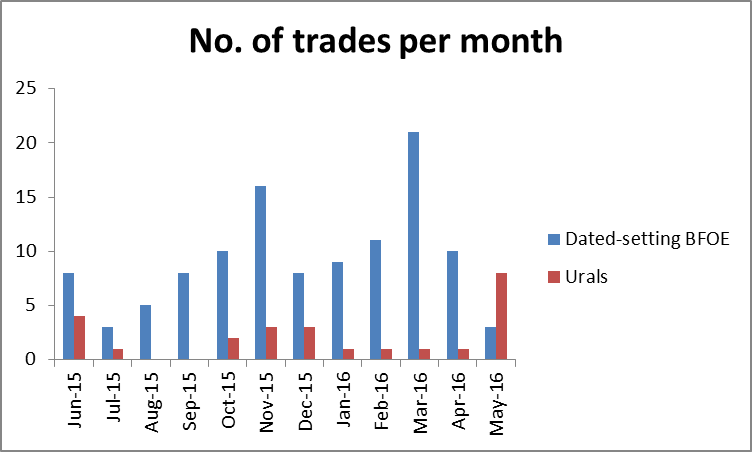 No. of trades per month
25
20
15
10
5
0
Jun-15
Jul-15
Aug-15
Sep-15
Oct-15
Nov-15
Dec-15
Jan-16
Feb-16
Mar-16
Apr-16
May-16
Dated-setting BFOE
Urals